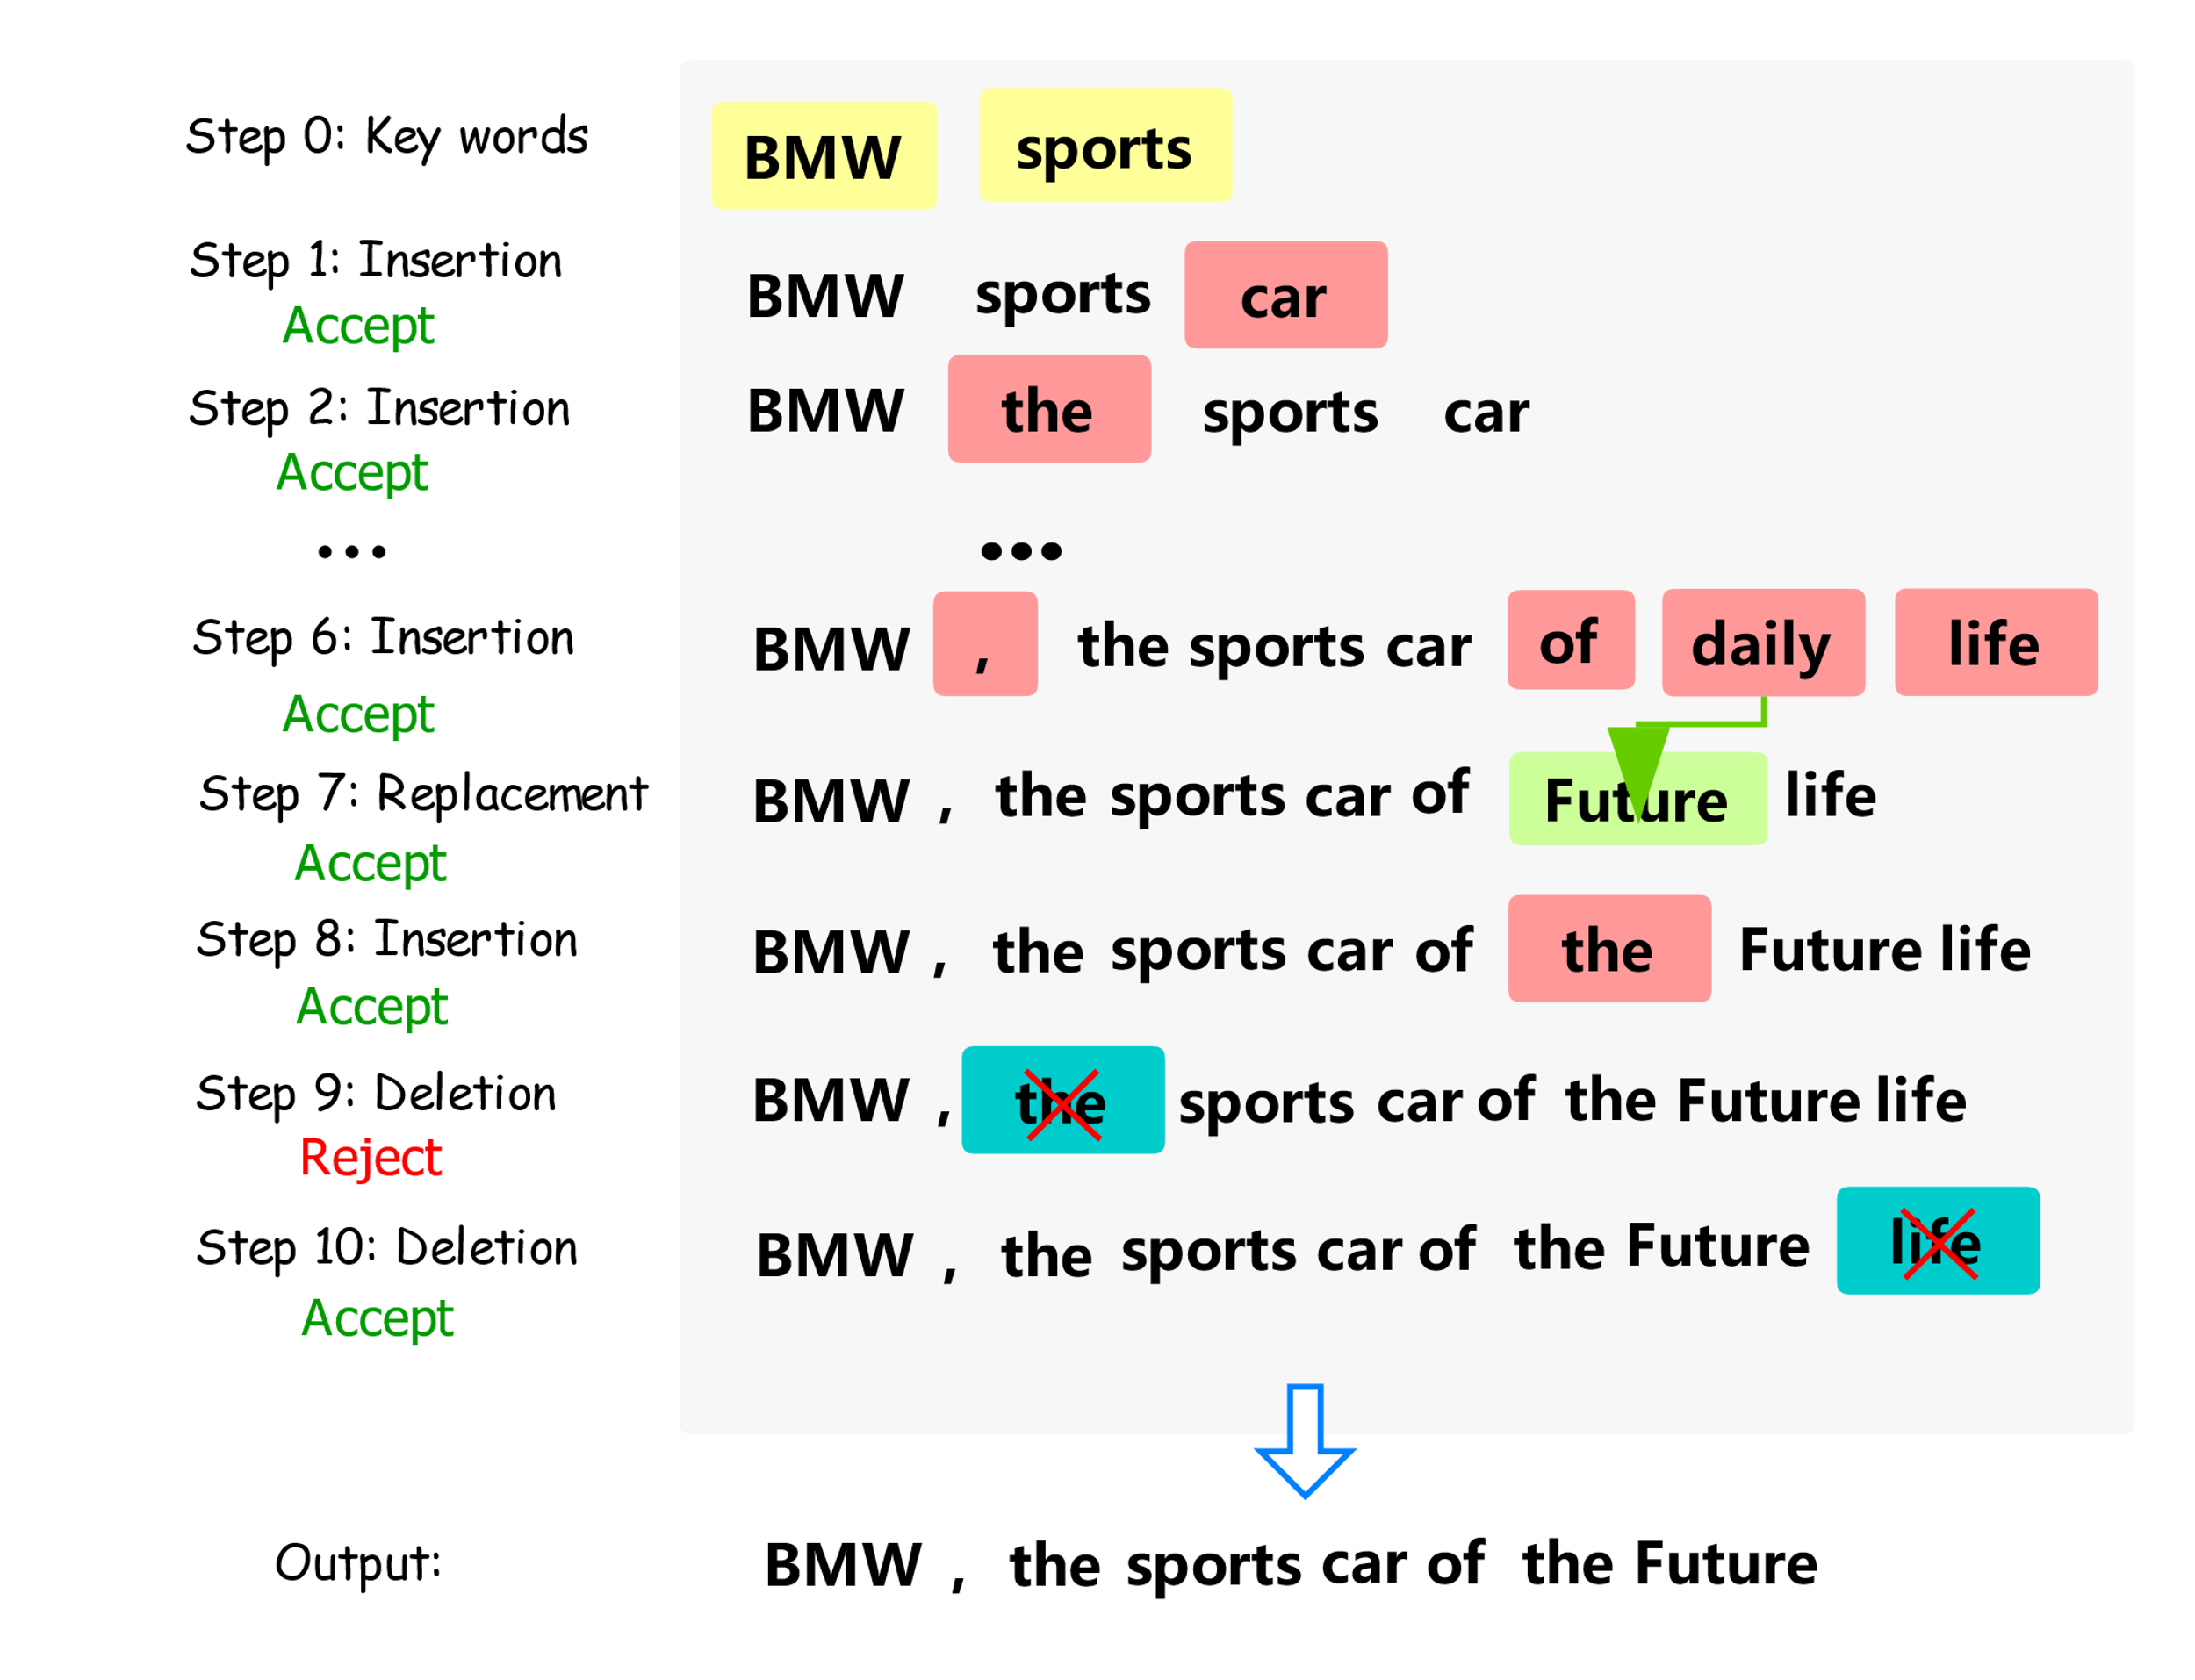 Step 0: Key words BMW sports
Step 1: Insertion BMW sports car
Accept
Step 2: Insertion BMW the sports car
Accept
... ...
Step 6: Insertion BMW , the sports car of daily life
Accept
Step 7: Replacement BMW , the sports car of Future life
Accept
Step 8: Insertion BMW , the sports car of the Future life
Accept
Step 9: Deletion BMW , the sports car of the Future life
Reject
Step 10: Deletion BMW , the sports car of the Future life
Accept
Output: BMW , the sports car of the Future